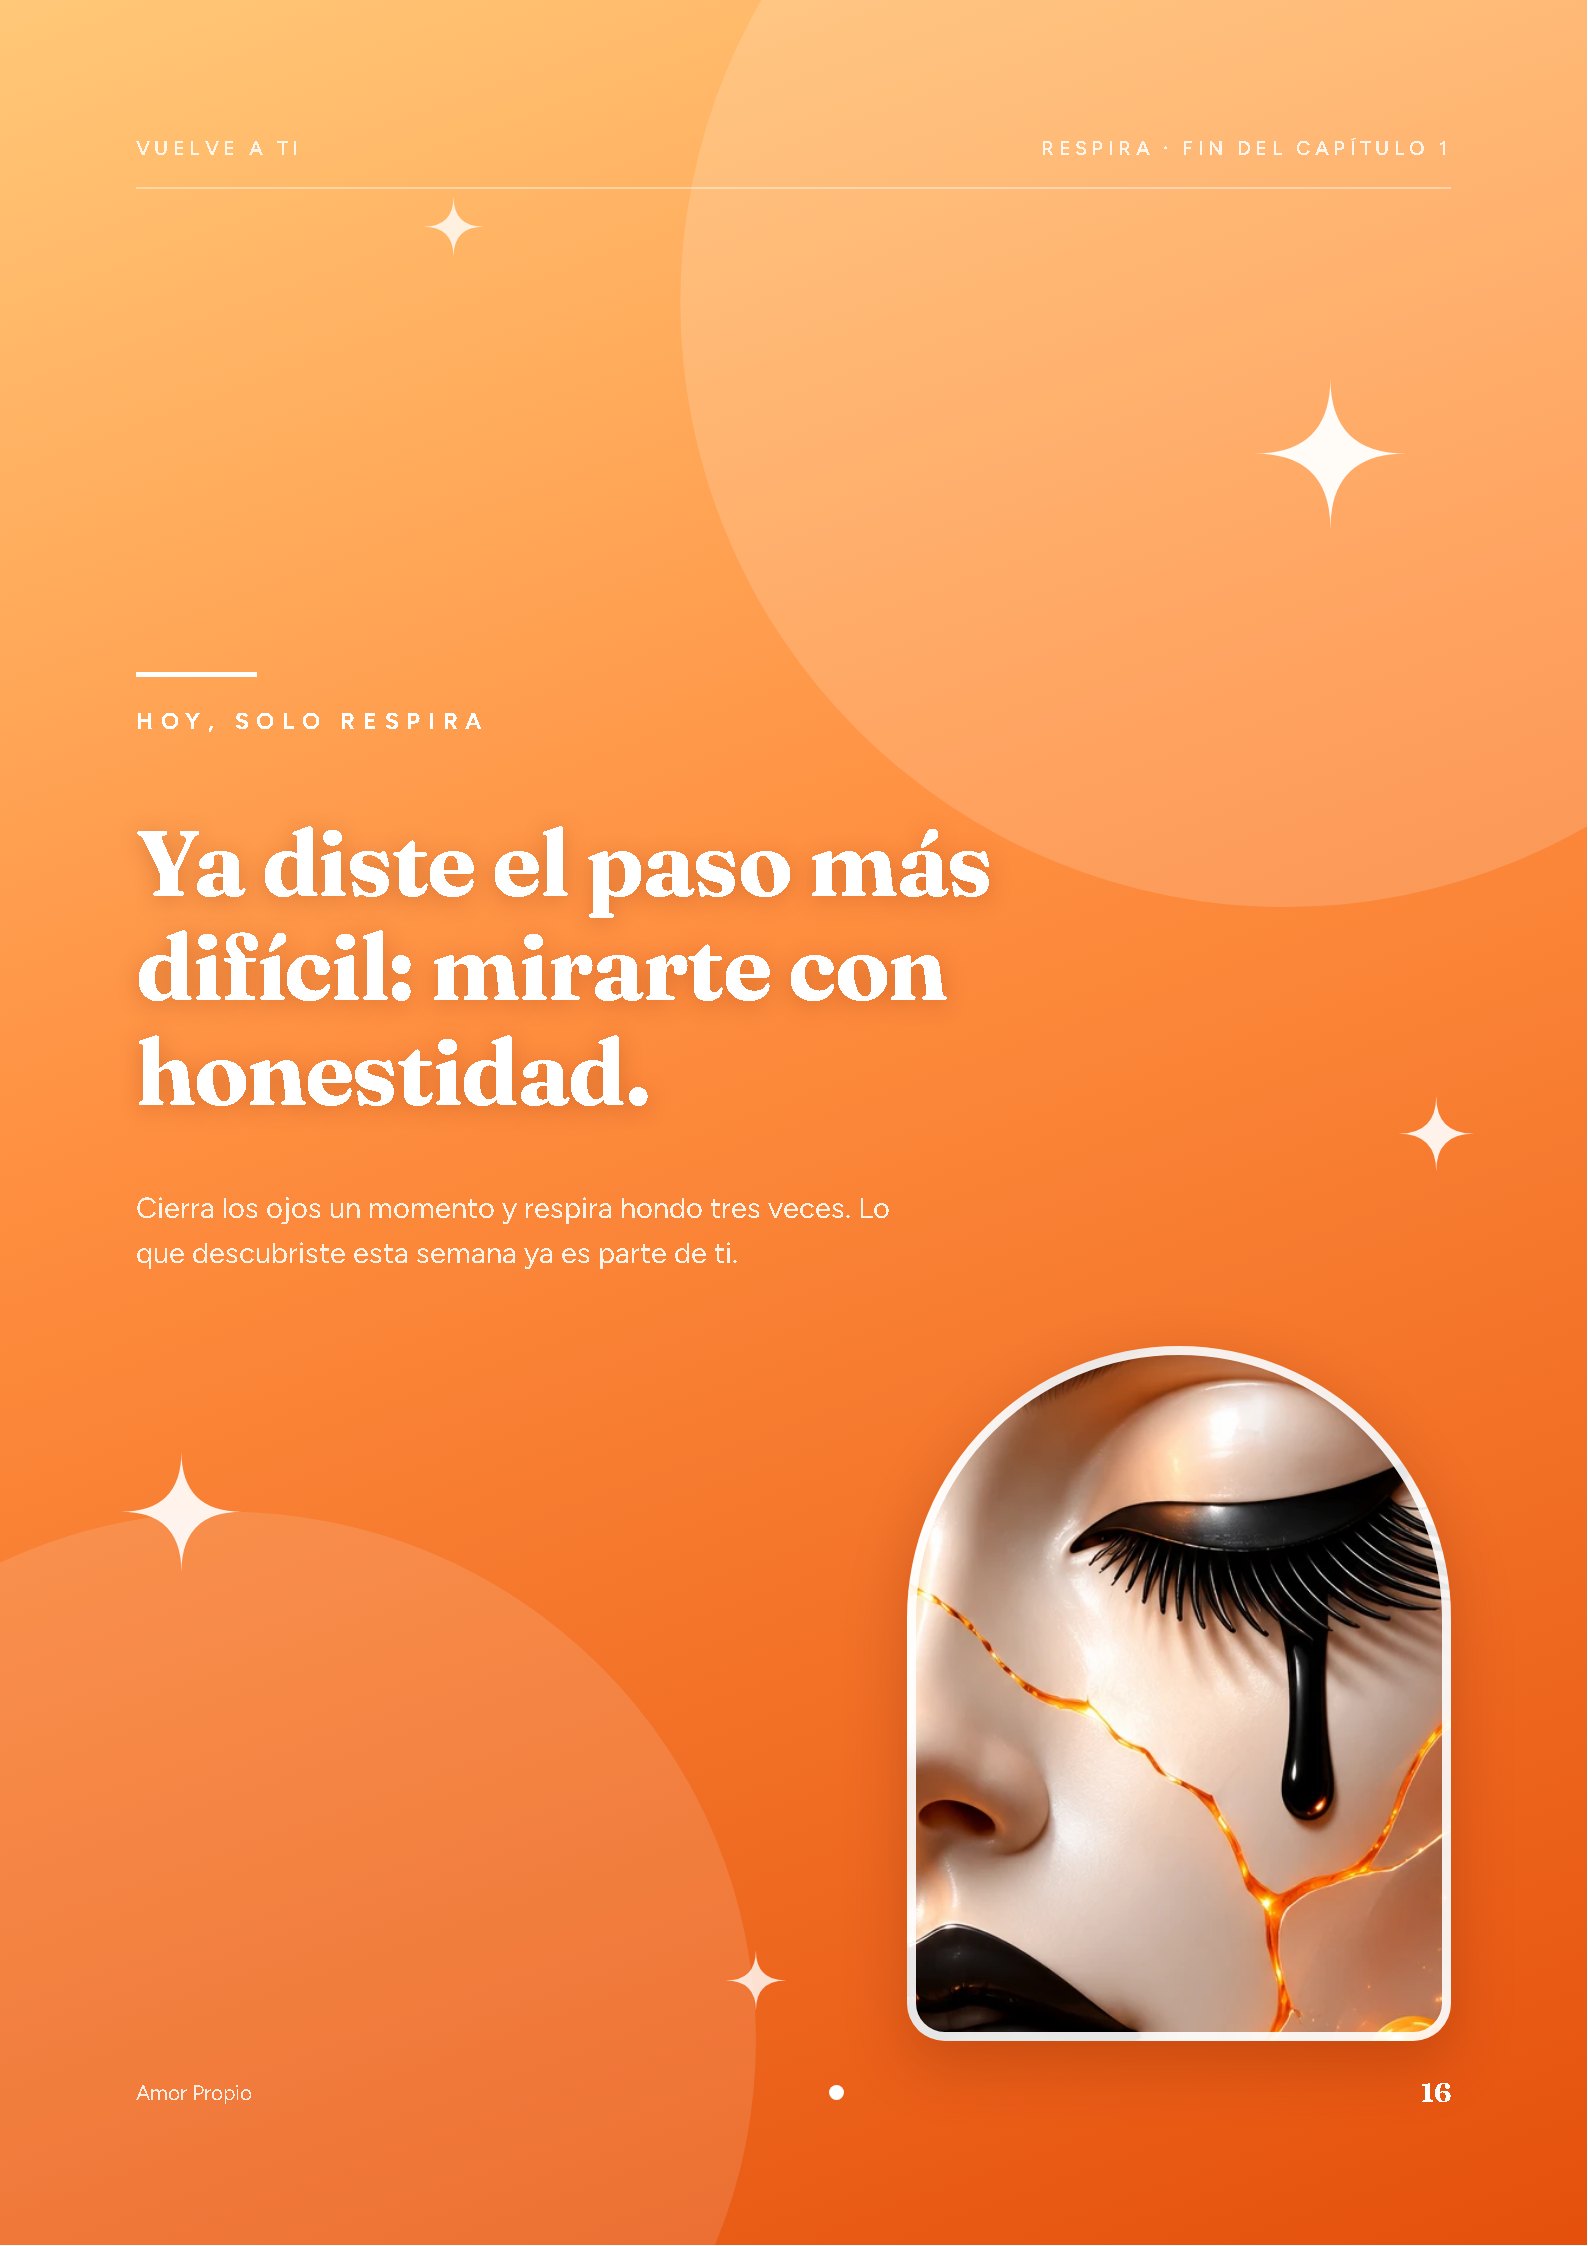 VUELVE A TI
RESPIRA · FIN DEL CAPÍTULO 1
HOY, SOLO RESPIRA
Ya diste el paso más
difícil: mirarte con
honestidad.
Cierra los ojos un momento y respira hondo tres veces. Lo
que descubriste esta semana ya es parte de ti.
Amor Propio
16